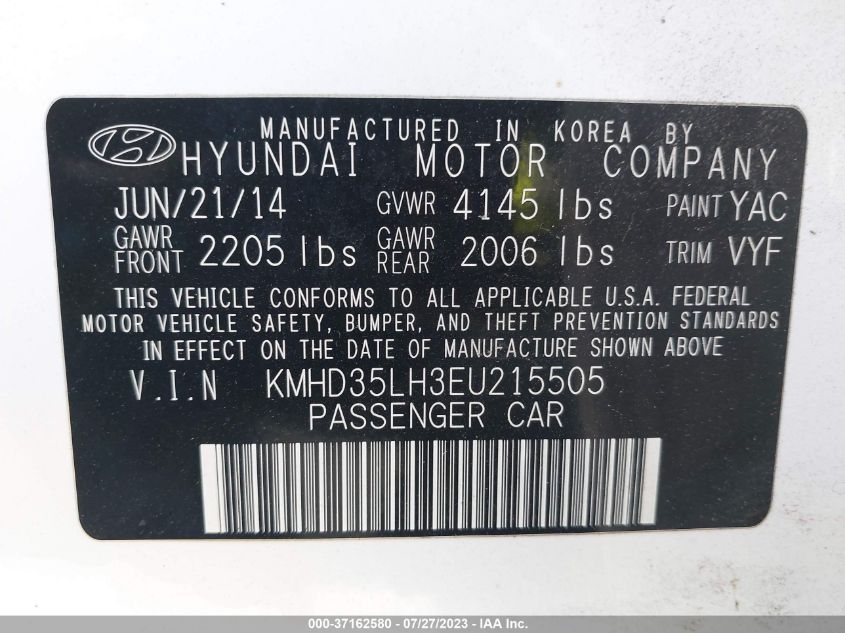 MANUFACTURED IN KOREA BY
HYUNDAI MOTOR COMPANY
JUN/21/14 GVWR 4145 lbs PAINT YAC
GAWR FRONT 2205 lbs GAWR REAR 2006 lbs TRIM VYF
THIS VEHICLE CONFORMS TO ALL APPLICABLE U.S.A. FEDERAL
MOTOR VEHICLE SAFETY, BUMPER, AND THEFT PREVENTION STANDARDS
IN EFFECT ON THE DATE OF MANUFACTURE SHOWN ABOVE
V.I.N KMHD35LH3EU215505
PASSENGER CAR
000-37162580 - 07/27/2023 - iaai.com